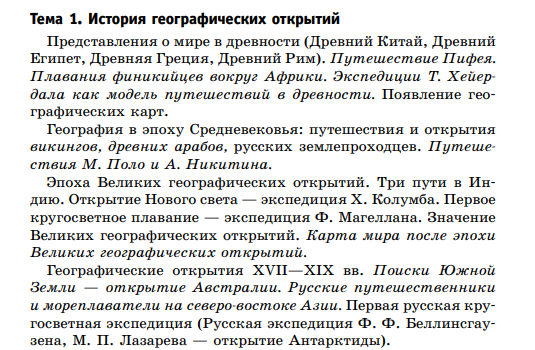 Тема 1. История географических открытий
Представления о мире в древности (Древний Китай, Древний
Египет, Древняя Греция, Древний Рим). Путешествие Пифея.
Плавания финикийцев вокруг Африки. Экспедиции Т. Хейер-
дала как модель путешествий в древности. Появление гео-
графических карт.
География в эпоху Средневековья: путешествия и открытия
викингов, древних арабов, русских землепроходцев. Путеше-
ствия М. Поло и А. Никитина.
Эпоха Великих географических открытий. Три пути в Ин-
дию. Открытие Нового света — экспедиция Х. Колумба. Первое
кругосветное плавание — экспедиция Ф. Магеллана. Значение
Великих географических открытий. Карта мира после эпохи
Великих географических открытий.
Географические открытия XVII—XIX вв. Поиски Южной
Земли — открытие Австралии. Русские путешественники
и мореплаватели на северо-востоке Азии. Первая русская кру-
госветная экспедиция (Русская экспедиция Ф. Ф. Беллинсгау-
зена, М. П. Лазарева — открытие Антарктиды).